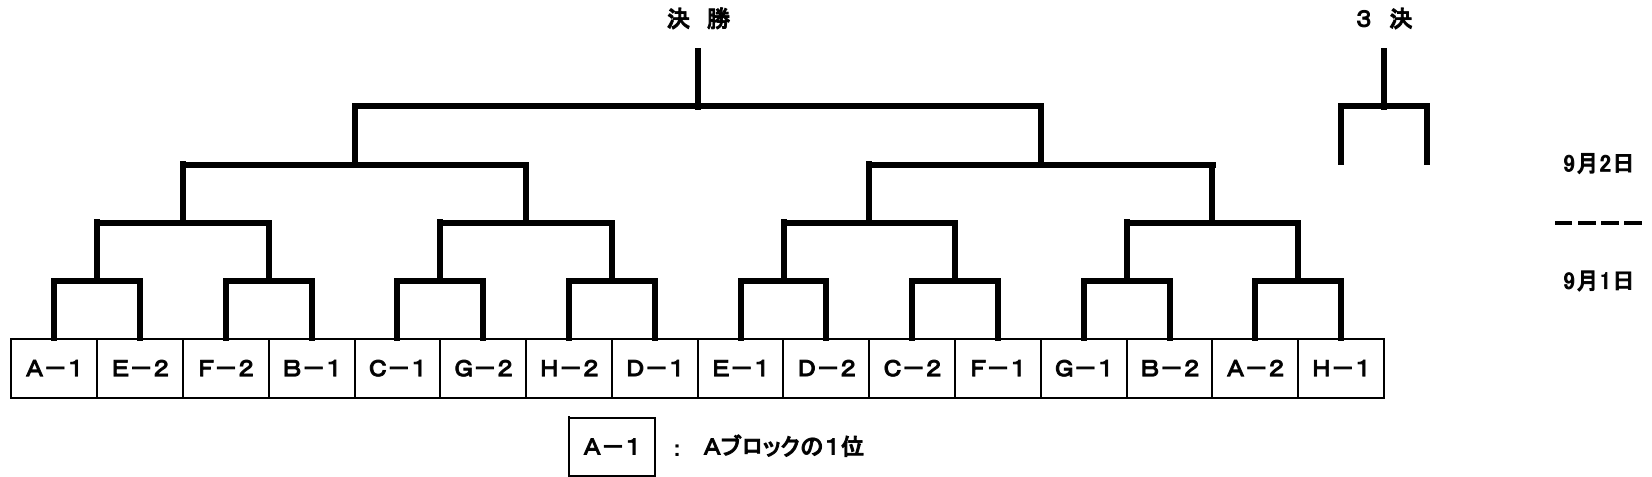 決　勝
３　決
9月2日
9月1日
Ａ－１ Ｅ－２ Ｆ－２ Ｂ－１ Ｃ－１ Ｇ－２ Ｈ－２ Ｄ－１ Ｅ－１ Ｄ－２ Ｃ－２ Ｆ－１ Ｇ－１ Ｂ－２ Ａ－２ Ｈ－１
Ａ－１ ： Ａブロックの１位